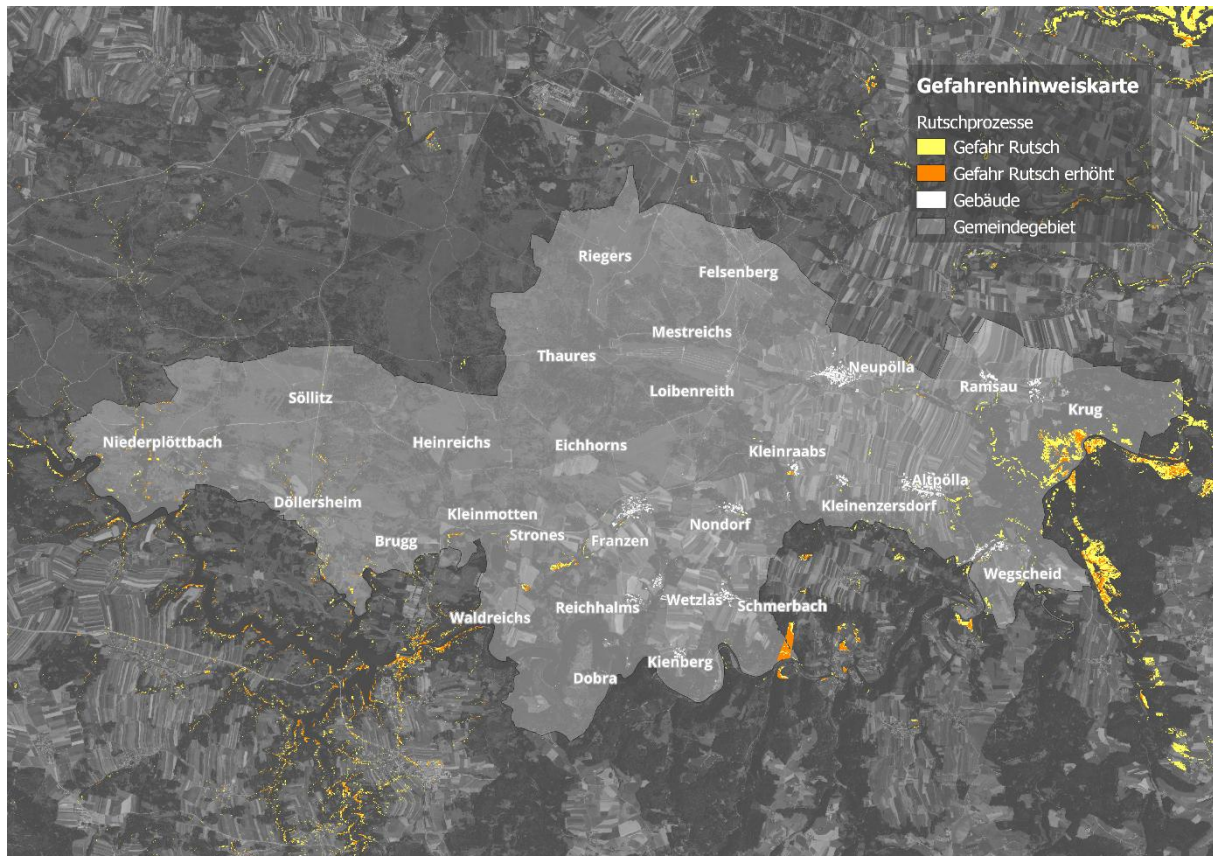 Gefahrenhinweiskarte
Rutschprozesse
Gefahr Rutsch
Gefahr Rutsch erhöht
Gebäude
Gemeindegebiet
Riegers
Felsenberg
Mestreichs
Thaures
Neupölla
Loibenreith
Ramsau
Söllitz
Krug
Niederplöttbach
Heinreichs
Eichhorns
Kleinraabs
Altpölla
Döllersheim
Kleinenzersdorf
Kleinmotten
Nondorf
Strones
Franzen
Brugg
Wegscheid
Wetzlas
Schmerbach
Reichhalms
Waldreichs
Kienberg
Dobra